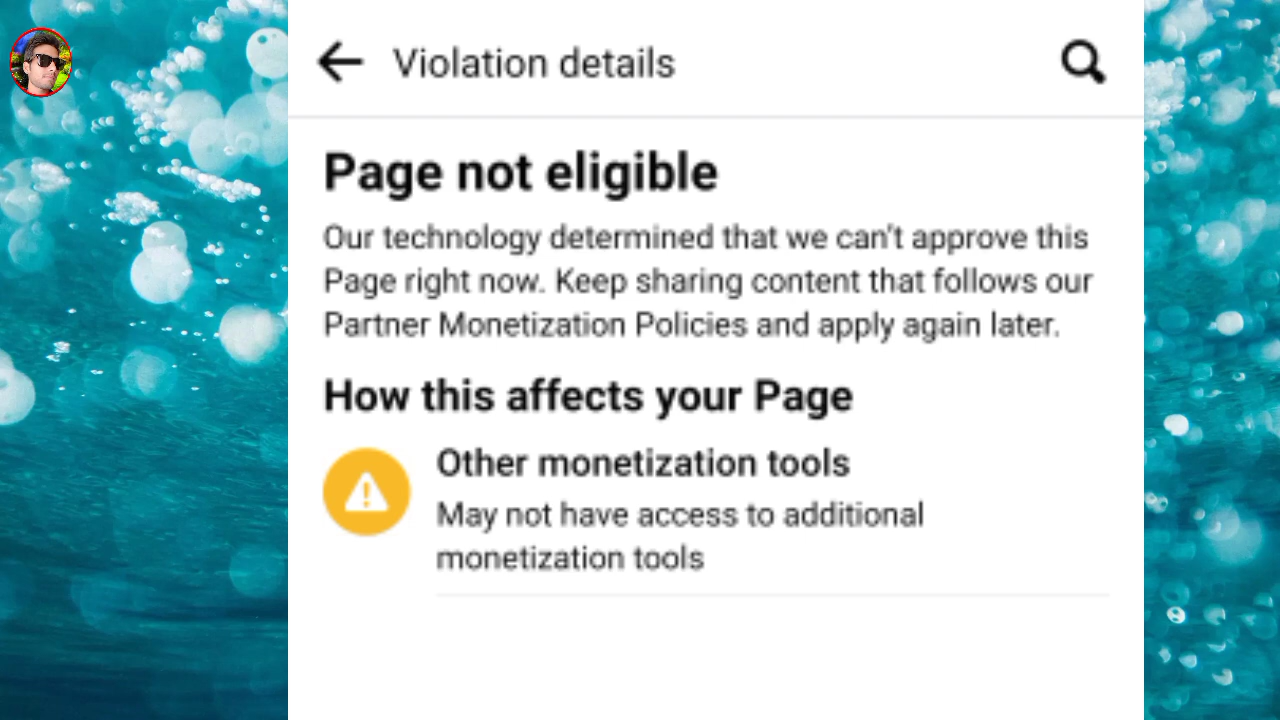 Violation details
Page not eligible
Our technology determined that we can't approve this
Page right now. Keep sharing content that follows our
Partner Monetization Policies and apply again later.
How this affects your Page
Other monetization tools
May not have access to additional
monetization tools